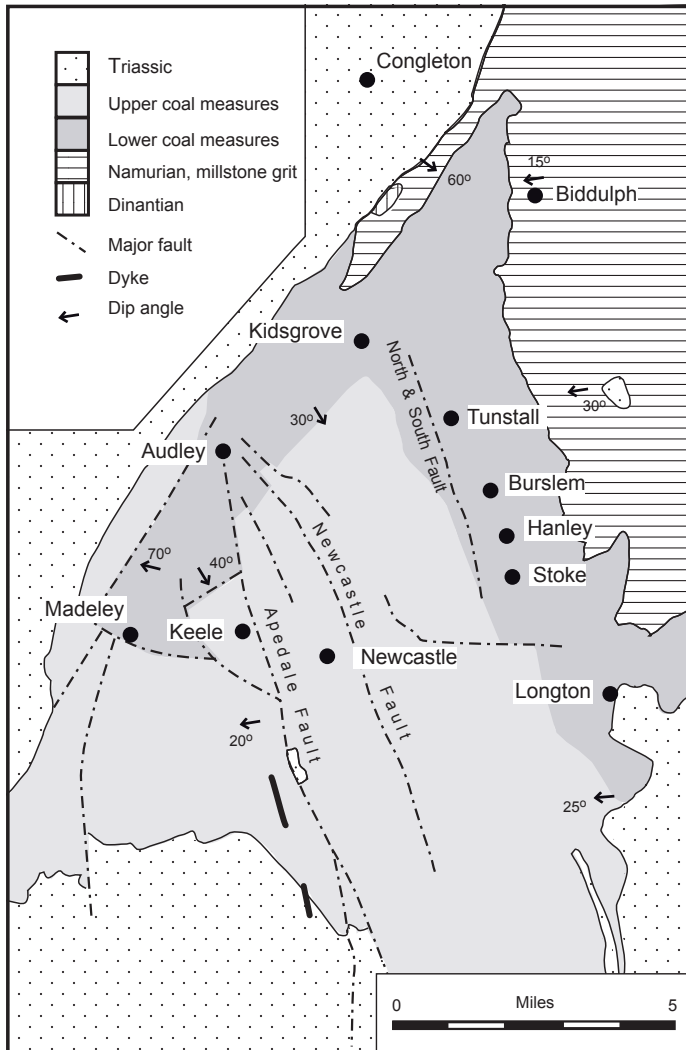 Triassic
Upper coal measures
Lower coal measures
Namurian, millstone grit
Dinantian
Major fault
Dyke
Dip angle
Congleton
60º
15º
Biddulph
Kidsgrove
North & South Fault
30º
30º
Tunstall
Audley
Burslem
Hanley
Stoke
70º
40º
Newcastle Fault
Madeley
Keele
Apedale Fault
Newcastle
Longton
20º
25º
0 Miles 5